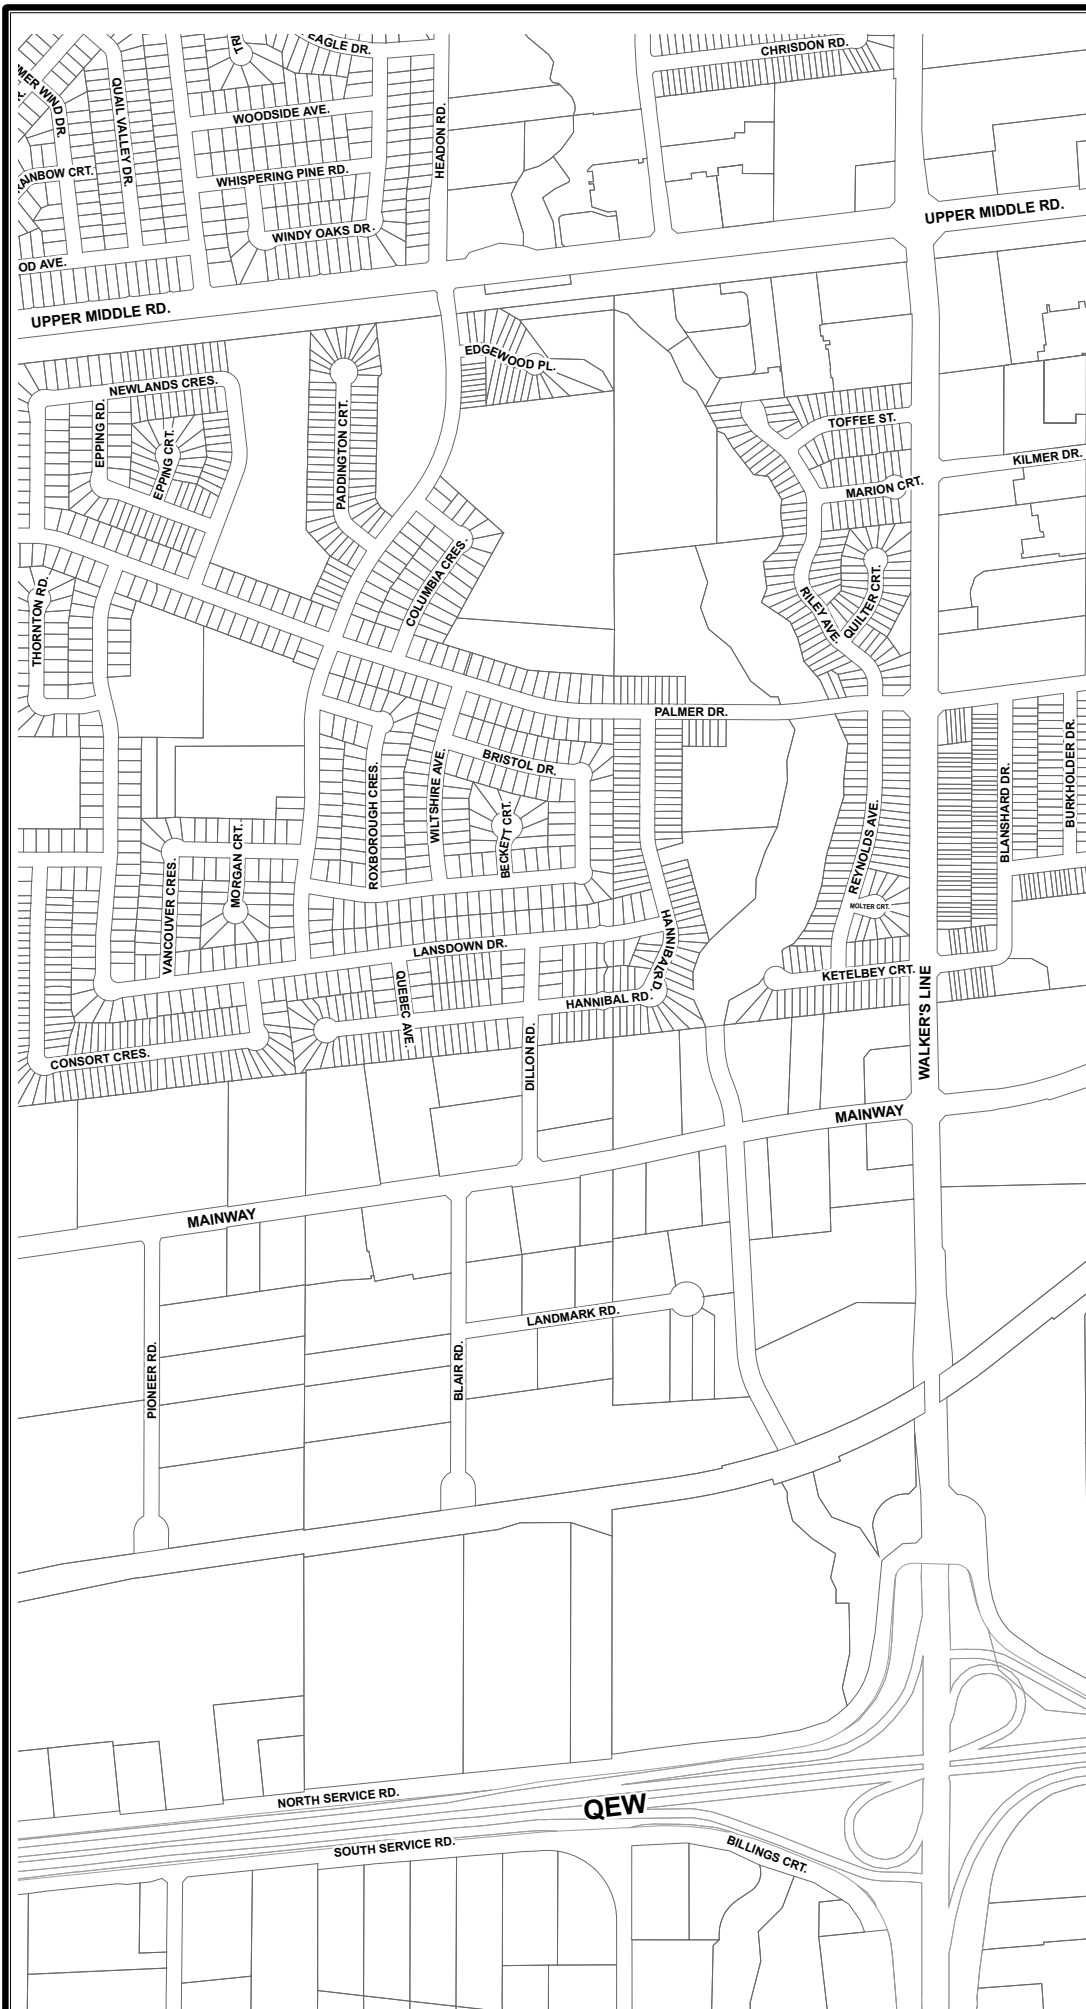 EAGLE DR.
CHRISDON RD.
QUAIL VALLEY DR.
WOODSIDE AVE.
HEADON RD.
WHISPERING PINE RD.
WINDY OAKS DR.
UPPER MIDDLE RD.
UPPER MIDDLE RD.
EDGEWOOD PL.
NEWLANDS CRES.
EPPING RD.
EPPING CRT.
PADDINGTON CRT.
TOFFEE ST.
KILMER DR.
MARION CRT.
COLUMBIA CRES.
THORNTON RD.
RILEY AVE.
QUILTER CRT.
PALMER DR.
BRISTOL DR.
ROXBOROUGH CRES.
WILTSHIRE AVE.
BECKETT CRT.
BLANSHARD DR.
BURKHOLDER DR.
REYNOLDS AVE.
MORGAN CRT.
VANCOUVER CRES.
MOLTER CRT.
HANNIBAL RD.
LANSDOWN DR.
KETELBEY CRT.
QUEBEC AVE.
HANNIBAL RD.
WALKER'S LINE
CONSORT CRES.
DILLON RD.
MAINWAY
MAINWAY
LANDMARK RD.
PIONEER RD.
BLAIR RD.
NORTH SERVICE RD.
QEW
SOUTH SERVICE RD.
BILLINGS CRT.